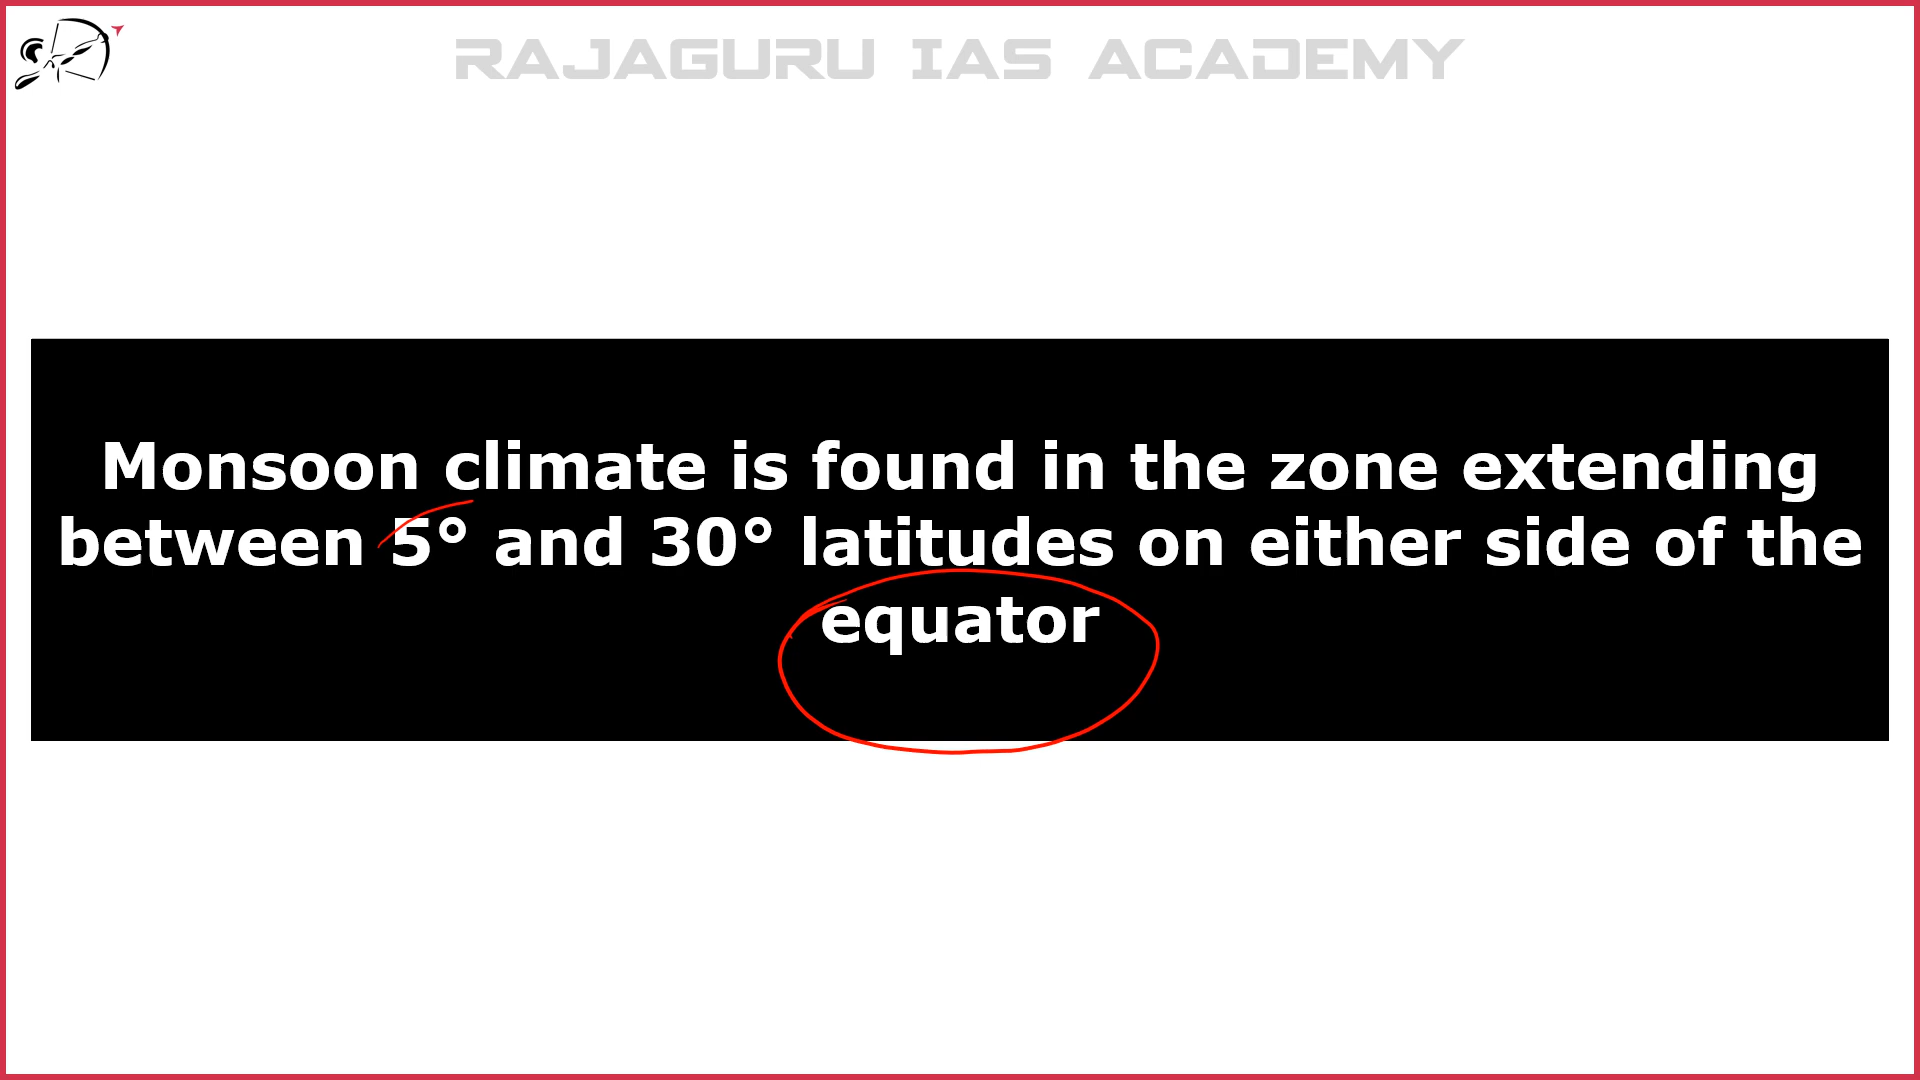 RAJAGURU IAS ACADEMY
Monsoon climate is found in the zone extending
between 5° and 30° latitudes on either side of the
equator